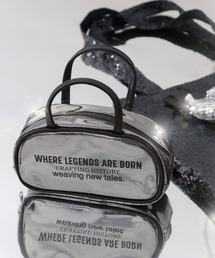 WHERE LEGENDS ARE BORN
CRAFTING HISTORY,
weaving new tales.